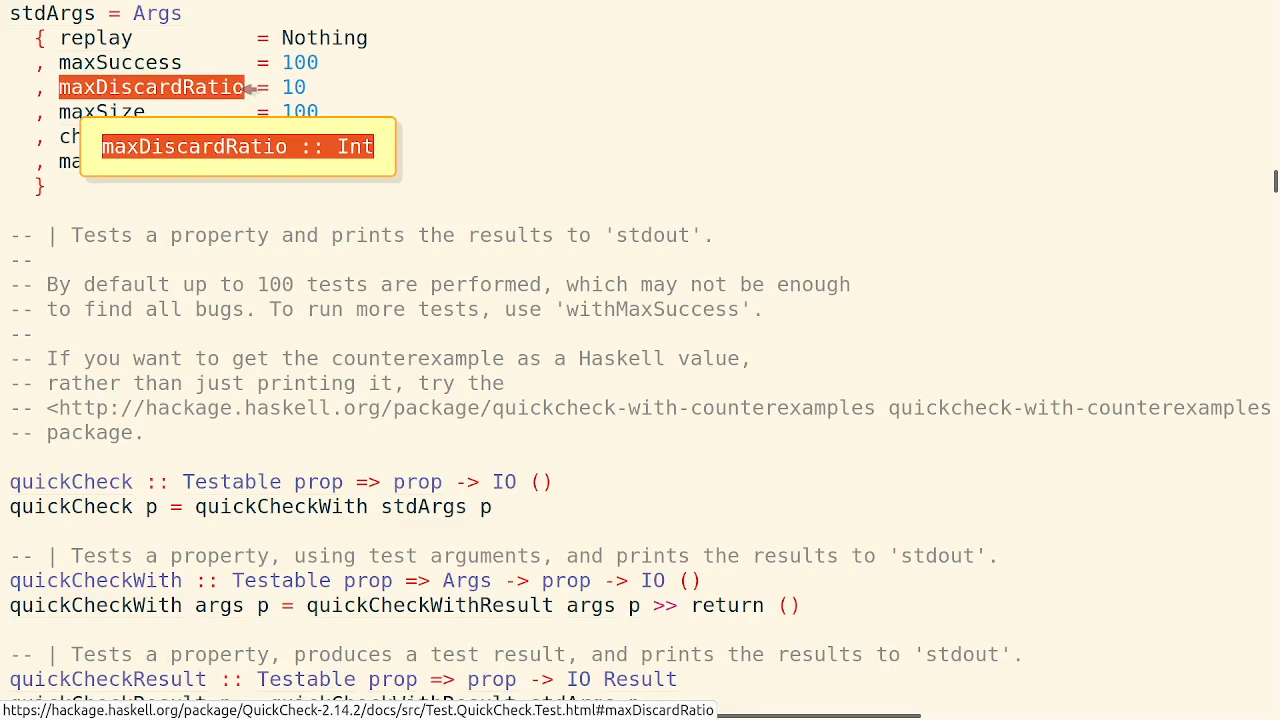 stdArgs = Args
{ replay = Nothing
, maxSuccess = 100
, maxDiscardRatio = 10
, maxSize = 100
, ch
maxDiscardRatio :: Int
, ma
}
-- | Tests a property and prints the results to 'stdout'.
--
-- By default up to 100 tests are performed, which may not be enough
-- to find all bugs. To run more tests, use 'withMaxSuccess'.
--
-- If you want to get the counterexample as a Haskell value,
-- rather than just printing it, try the
-- <http://hackage.haskell.org/package/quickcheck-with-counterexamples quickcheck-with-counterexamples
-- package.
quickCheck :: Testable prop => prop -> IO ()
quickCheck p = quickCheckWith stdArgs p
-- | Tests a property, using test arguments, and prints the results to 'stdout'.
quickCheckWith :: Testable prop => Args -> prop -> IO ()
quickCheckWith args p = quickCheckWithResult args p >> return ()
-- | Tests a property, produces a test result, and prints the results to 'stdout'.
quickCheckResult :: Testable prop => prop -> IO Result
https://hackage.haskell.org/package/QuickCheck-2.14.2/docs/src/Test.QuickCheck.Test.html#maxDiscardRatio